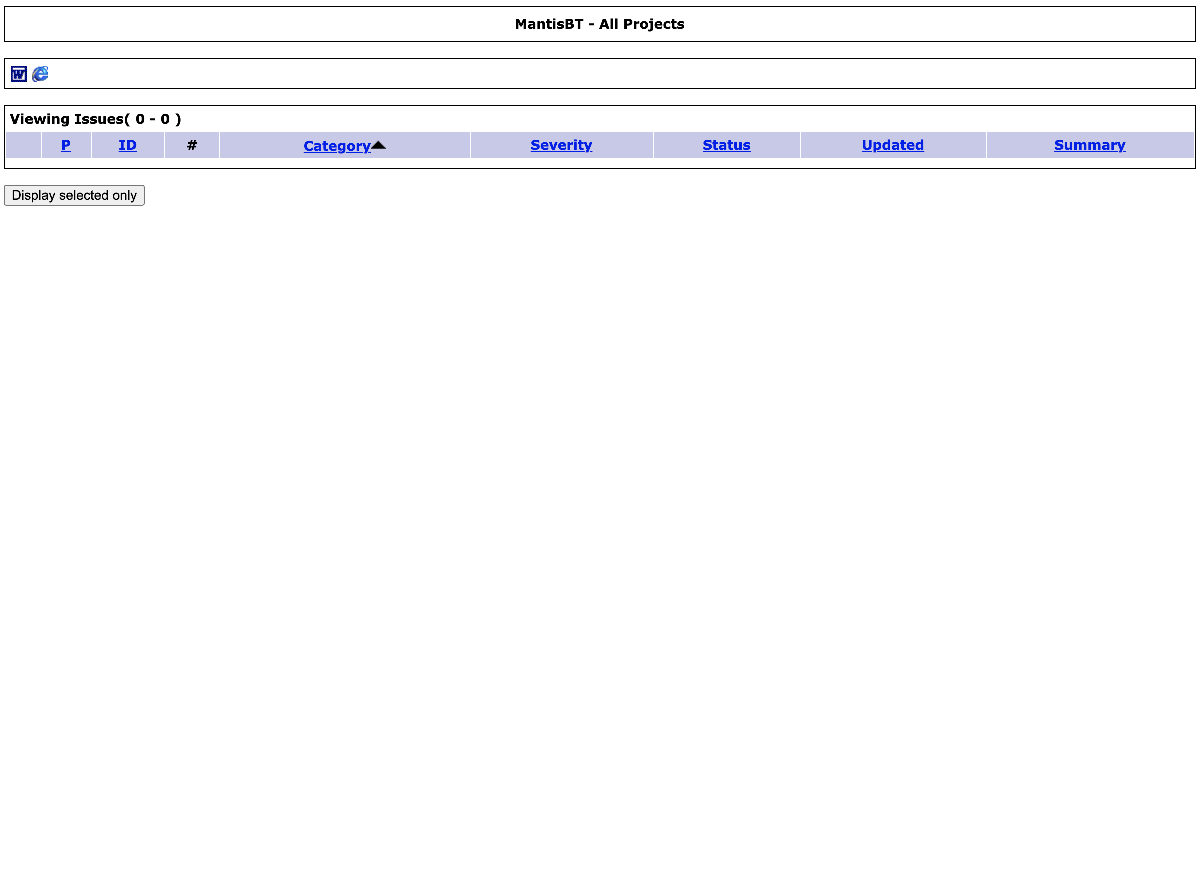 MantisBT - All Projects
Viewing Issues( 0 - 0 )
P ID # Category Severity Status Updated Summary
Display selected only